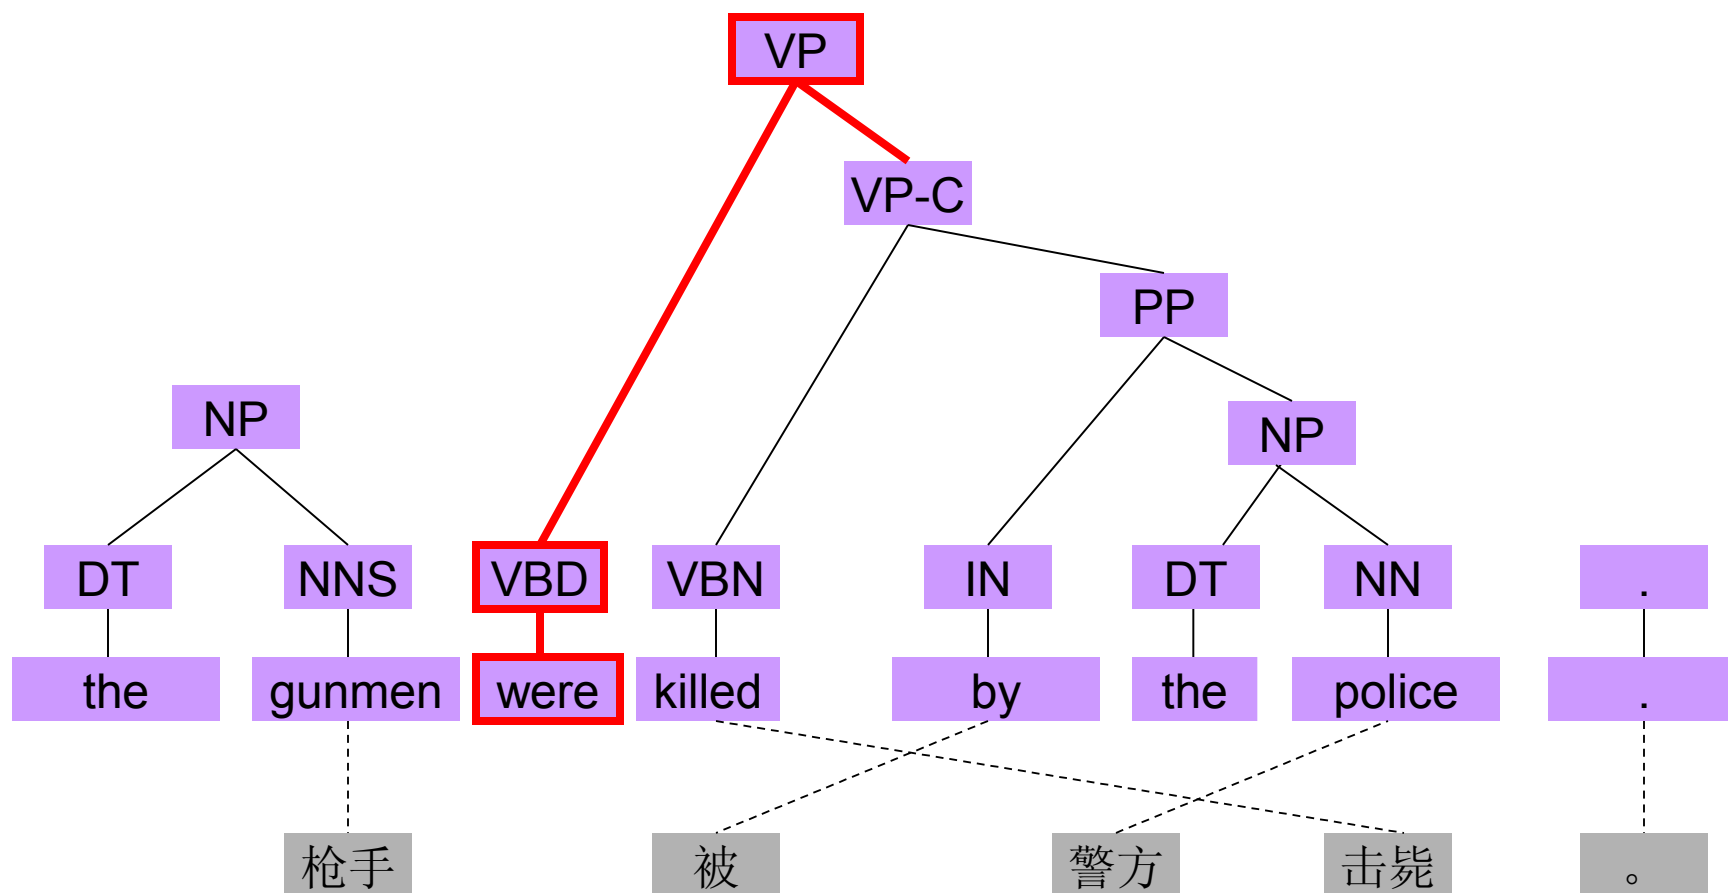 VP
VP-C
PP
NP
NP
DT NNS VBD VBN IN DT NN .
the gunmen were killed by the police .
枪手 被 警方 击毙 。